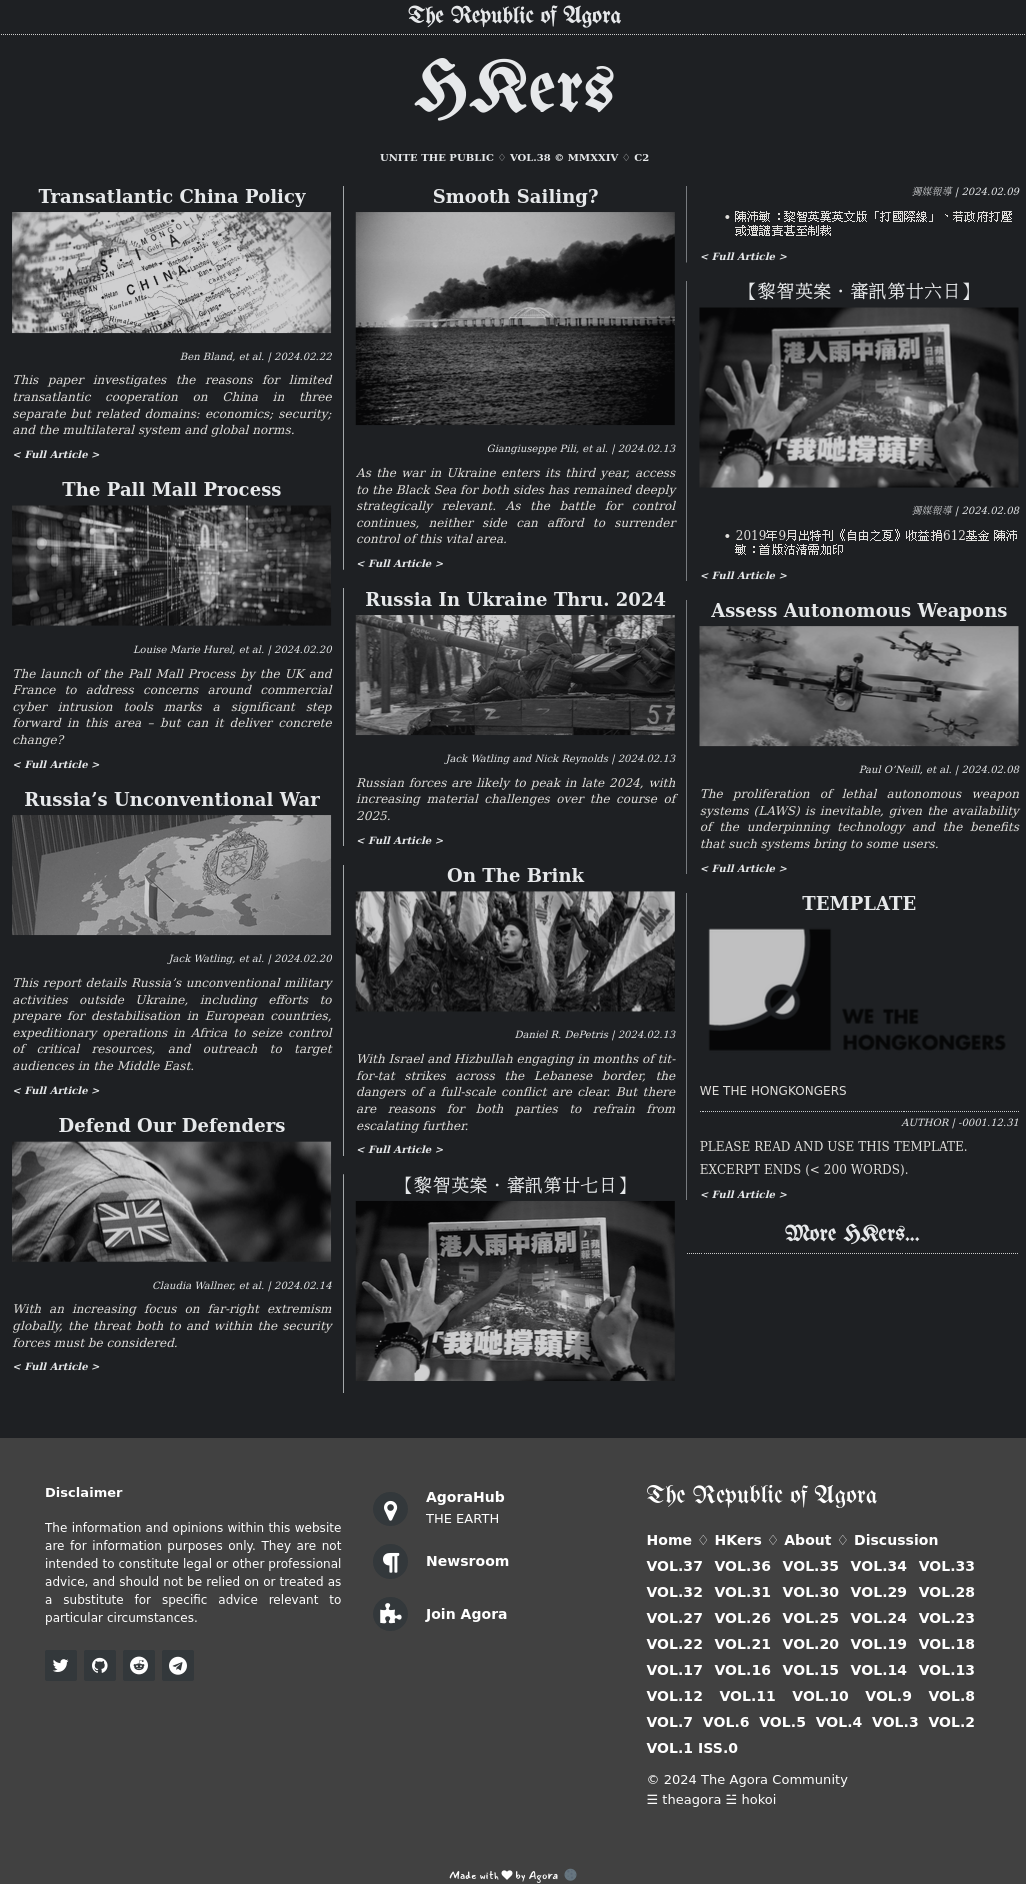 The Republic of Agora
HKers
UNITE THE PUBLIC ♢ VOL.38 © MMXXIV ♢ C2
Transatlantic China Policy
MONGO
A S I A
CHINA
Kunlun Mts.
Himalaya
Ben Bland, et al. | 2024.02.22
This paper investigates the reasons for limited
transatlantic cooperation on China in three
separate but related domains: economics; security;
and the multilateral system and global norms.
< Full Article >
The Pall Mall Process
Louise Marie Hurel, et al. | 2024.02.20
The launch of the Pall Mall Process by the UK and
France to address concerns around commercial
cyber intrusion tools marks a significant step
forward in this area – but can it deliver concrete
change?
< Full Article >
Russia’s Unconventional War
Jack Watling, et al. | 2024.02.20
This report details Russia’s unconventional military
activities outside Ukraine, including efforts to
prepare for destabilisation in European countries,
expeditionary operations in Africa to seize control
of critical resources, and outreach to target
audiences in the Middle East.
< Full Article >
Defend Our Defenders
Claudia Wallner, et al. | 2024.02.14
With an increasing focus on far-right extremism
globally, the threat both to and within the security
forces must be considered.
< Full Article >
Smooth Sailing?
Giangiuseppe Pili, et al. | 2024.02.13
As the war in Ukraine enters its third year, access
to the Black Sea for both sides has remained deeply
strategically relevant. As the battle for control
continues, neither side can afford to surrender
control of this vital area.
< Full Article >
Russia In Ukraine Thru. 2024
57
Z Z
57
Jack Watling and Nick Reynolds | 2024.02.13
Russian forces are likely to peak in late 2024, with
increasing material challenges over the course of
2025.
< Full Article >
On The Brink
Daniel R. DePetris | 2024.02.13
With Israel and Hizbullah engaging in months of tit-
for-tat strikes across the Lebanese border, the
dangers of a full-scale conflict are clear. But there
are reasons for both parties to refrain from
escalating further.
< Full Article >
【黎智英案・審訊第廿七日】
港人雨中痛別
「我哋撐蘋果
獨媒報導 | 2024.02.09
• 陳沛敏：黎智英冀英文版「打國際線」、若政府打壓
或遭譴責甚至制裁
< Full Article >
【黎智英案・審訊第廿六日】
港人雨中痛別
「我哋撐蘋果
獨媒報導 | 2024.02.08
• 2019年9月出特刊《自由之夏》收益捐612基金 陳沛
敏：首版沽清需加印
< Full Article >
Assess Autonomous Weapons
Paul O’Neill, et al. | 2024.02.08
The proliferation of lethal autonomous weapon
systems (LAWS) is inevitable, given the availability
of the underpinning technology and the benefits
that such systems bring to some users.
< Full Article >
TEMPLATE
WE THE
HONGKONGERS
WE THE HONGKONGERS
AUTHOR | -0001.12.31
PLEASE READ AND USE THIS TEMPLATE.
EXCERPT ENDS (< 200 WORDS).
< Full Article >
More HKers...
Disclaimer
The information and opinions within this website
are for information purposes only. They are not
intended to constitute legal or other professional
advice, and should not be relied on or treated as
a substitute for specific advice relevant to
particular circumstances.
AgoraHub
THE EARTH
Newsroom
Join Agora
The Republic of Agora
Home ♢ HKers ♢ About ♢ Discussion
VOL.37 VOL.36 VOL.35 VOL.34 VOL.33
VOL.32 VOL.31 VOL.30 VOL.29 VOL.28
VOL.27 VOL.26 VOL.25 VOL.24 VOL.23
VOL.22 VOL.21 VOL.20 VOL.19 VOL.18
VOL.17 VOL.16 VOL.15 VOL.14 VOL.13
VOL.12 VOL.11 VOL.10 VOL.9 VOL.8
VOL.7 VOL.6 VOL.5 VOL.4 VOL.3 VOL.2
VOL.1 ISS.0
© 2024 The Agora Community
☰ theagora ☱ hokoi
Made with ♥ by Agora